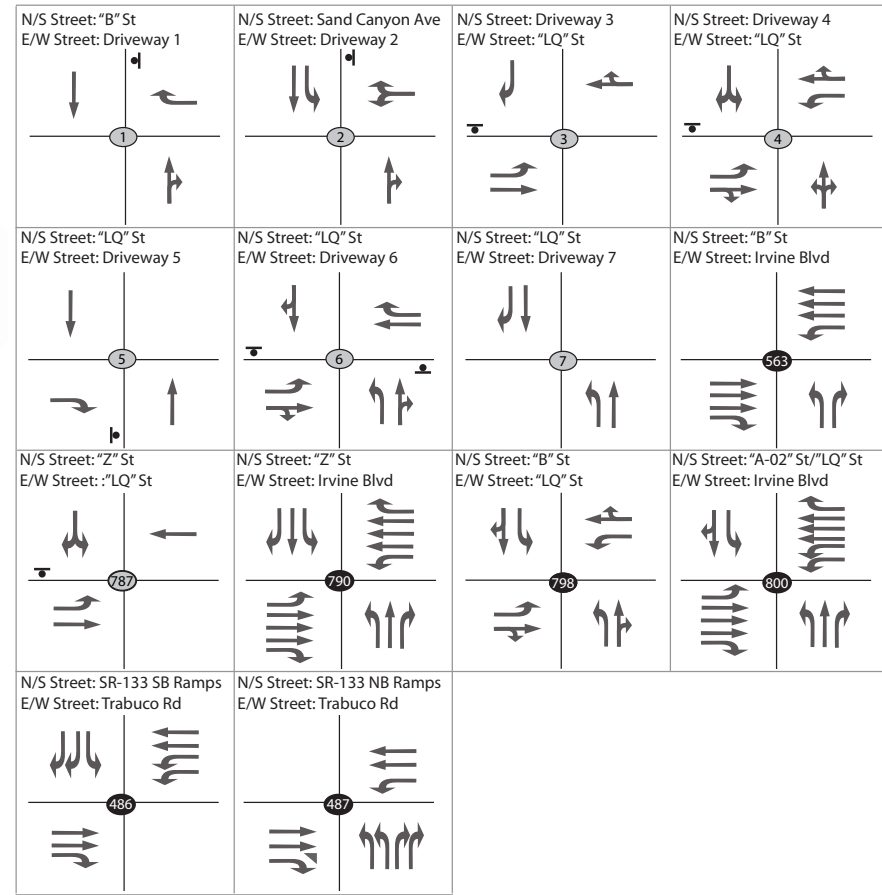 N/S Street: “B” St
E/W Street: Driveway 1
1
N/S Street: Sand Canyon Ave
E/W Street: Driveway 2
2
N/S Street: Driveway 3
E/W Street: “LQ” St
3
N/S Street: Driveway 4
E/W Street: “LQ” St
4
N/S Street: “LQ” St
E/W Street: Driveway 5
5
N/S Street: “LQ” St
E/W Street: Driveway 6
6
N/S Street: “LQ” St
E/W Street: Driveway 7
7
N/S Street: “B” St
E/W Street: Irvine Blvd
563
N/S Street: “Z” St
E/W Street: :”LQ” St
787
N/S Street: “Z” St
E/W Street: Irvine Blvd
790
N/S Street: “B” St
E/W Street: “LQ” St
798
N/S Street: “A-02” St/”LQ” St
E/W Street: Irvine Blvd
800
N/S Street: SR-133 SB Ramps
E/W Street: Trabuco Rd
486
N/S Street: SR-133 NB Ramps
E/W Street: Trabuco Rd
487